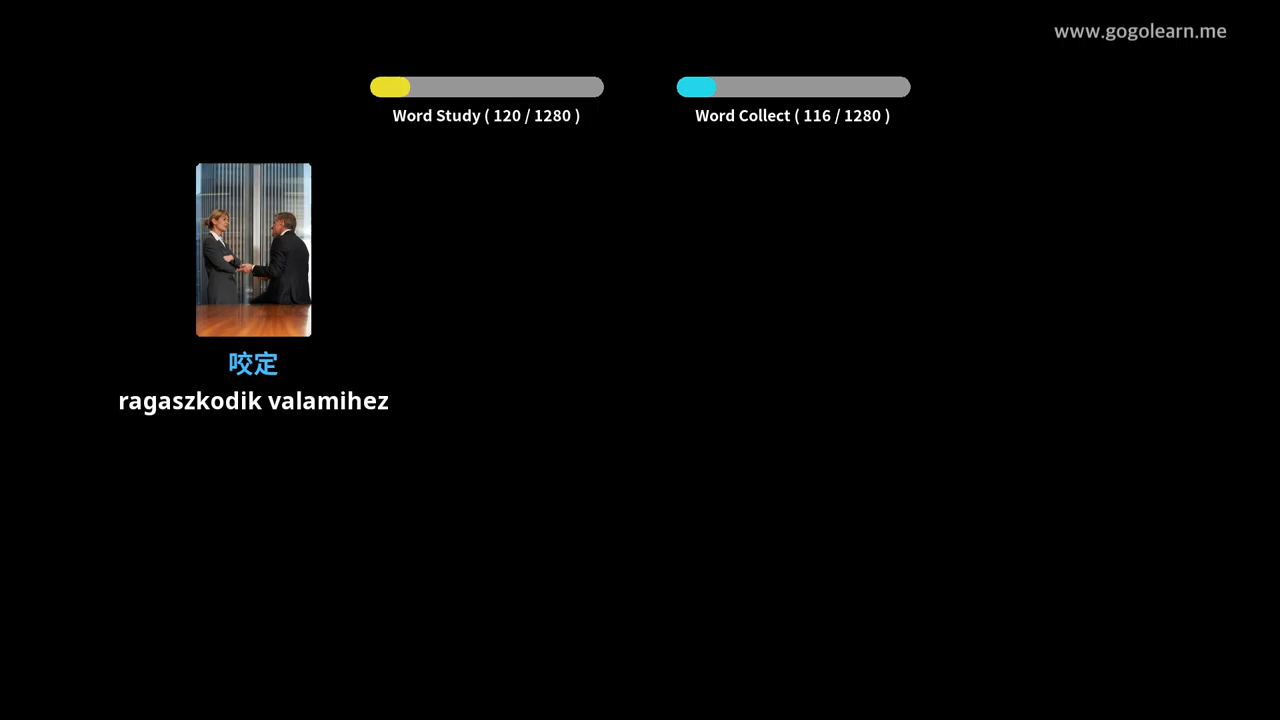 www.gogolearn.me
Word Study ( 120 / 1280 )
Word Collect ( 116 / 1280 )
咬定
ragaszkodik valamihez